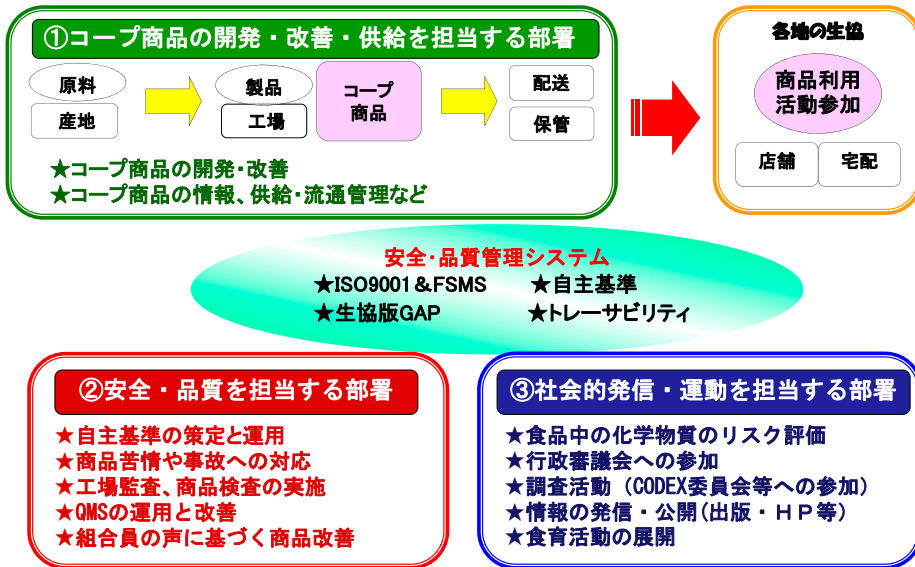 ①コープ商品の開発・改善・供給を担当する部署
原料
産地
製品
工場
コープ
商品
配送
保管
★コープ商品の開発・改善
★コープ商品の情報、供給・流通管理など
各地の生協
商品利用
活動参加
店舗
宅配
安全・品質管理システム
★ISO9001&FSMS ★自主基準
★生協版GAP ★トレーサビリティ
②安全・品質を担当する部署
★自主基準の策定と運用
★商品苦情や事故への対応
★工場監査、商品検査の実施
★QMSの運用と改善
★組合員の声に基づく商品改善
③社会的発信・運動を担当する部署
★食品中の化学物質のリスク評価
★行政審議会への参加
★調査活動（CODEX委員会等への参加）
★情報の発信・公開（出版・ＨＰ等）
★食育活動の展開